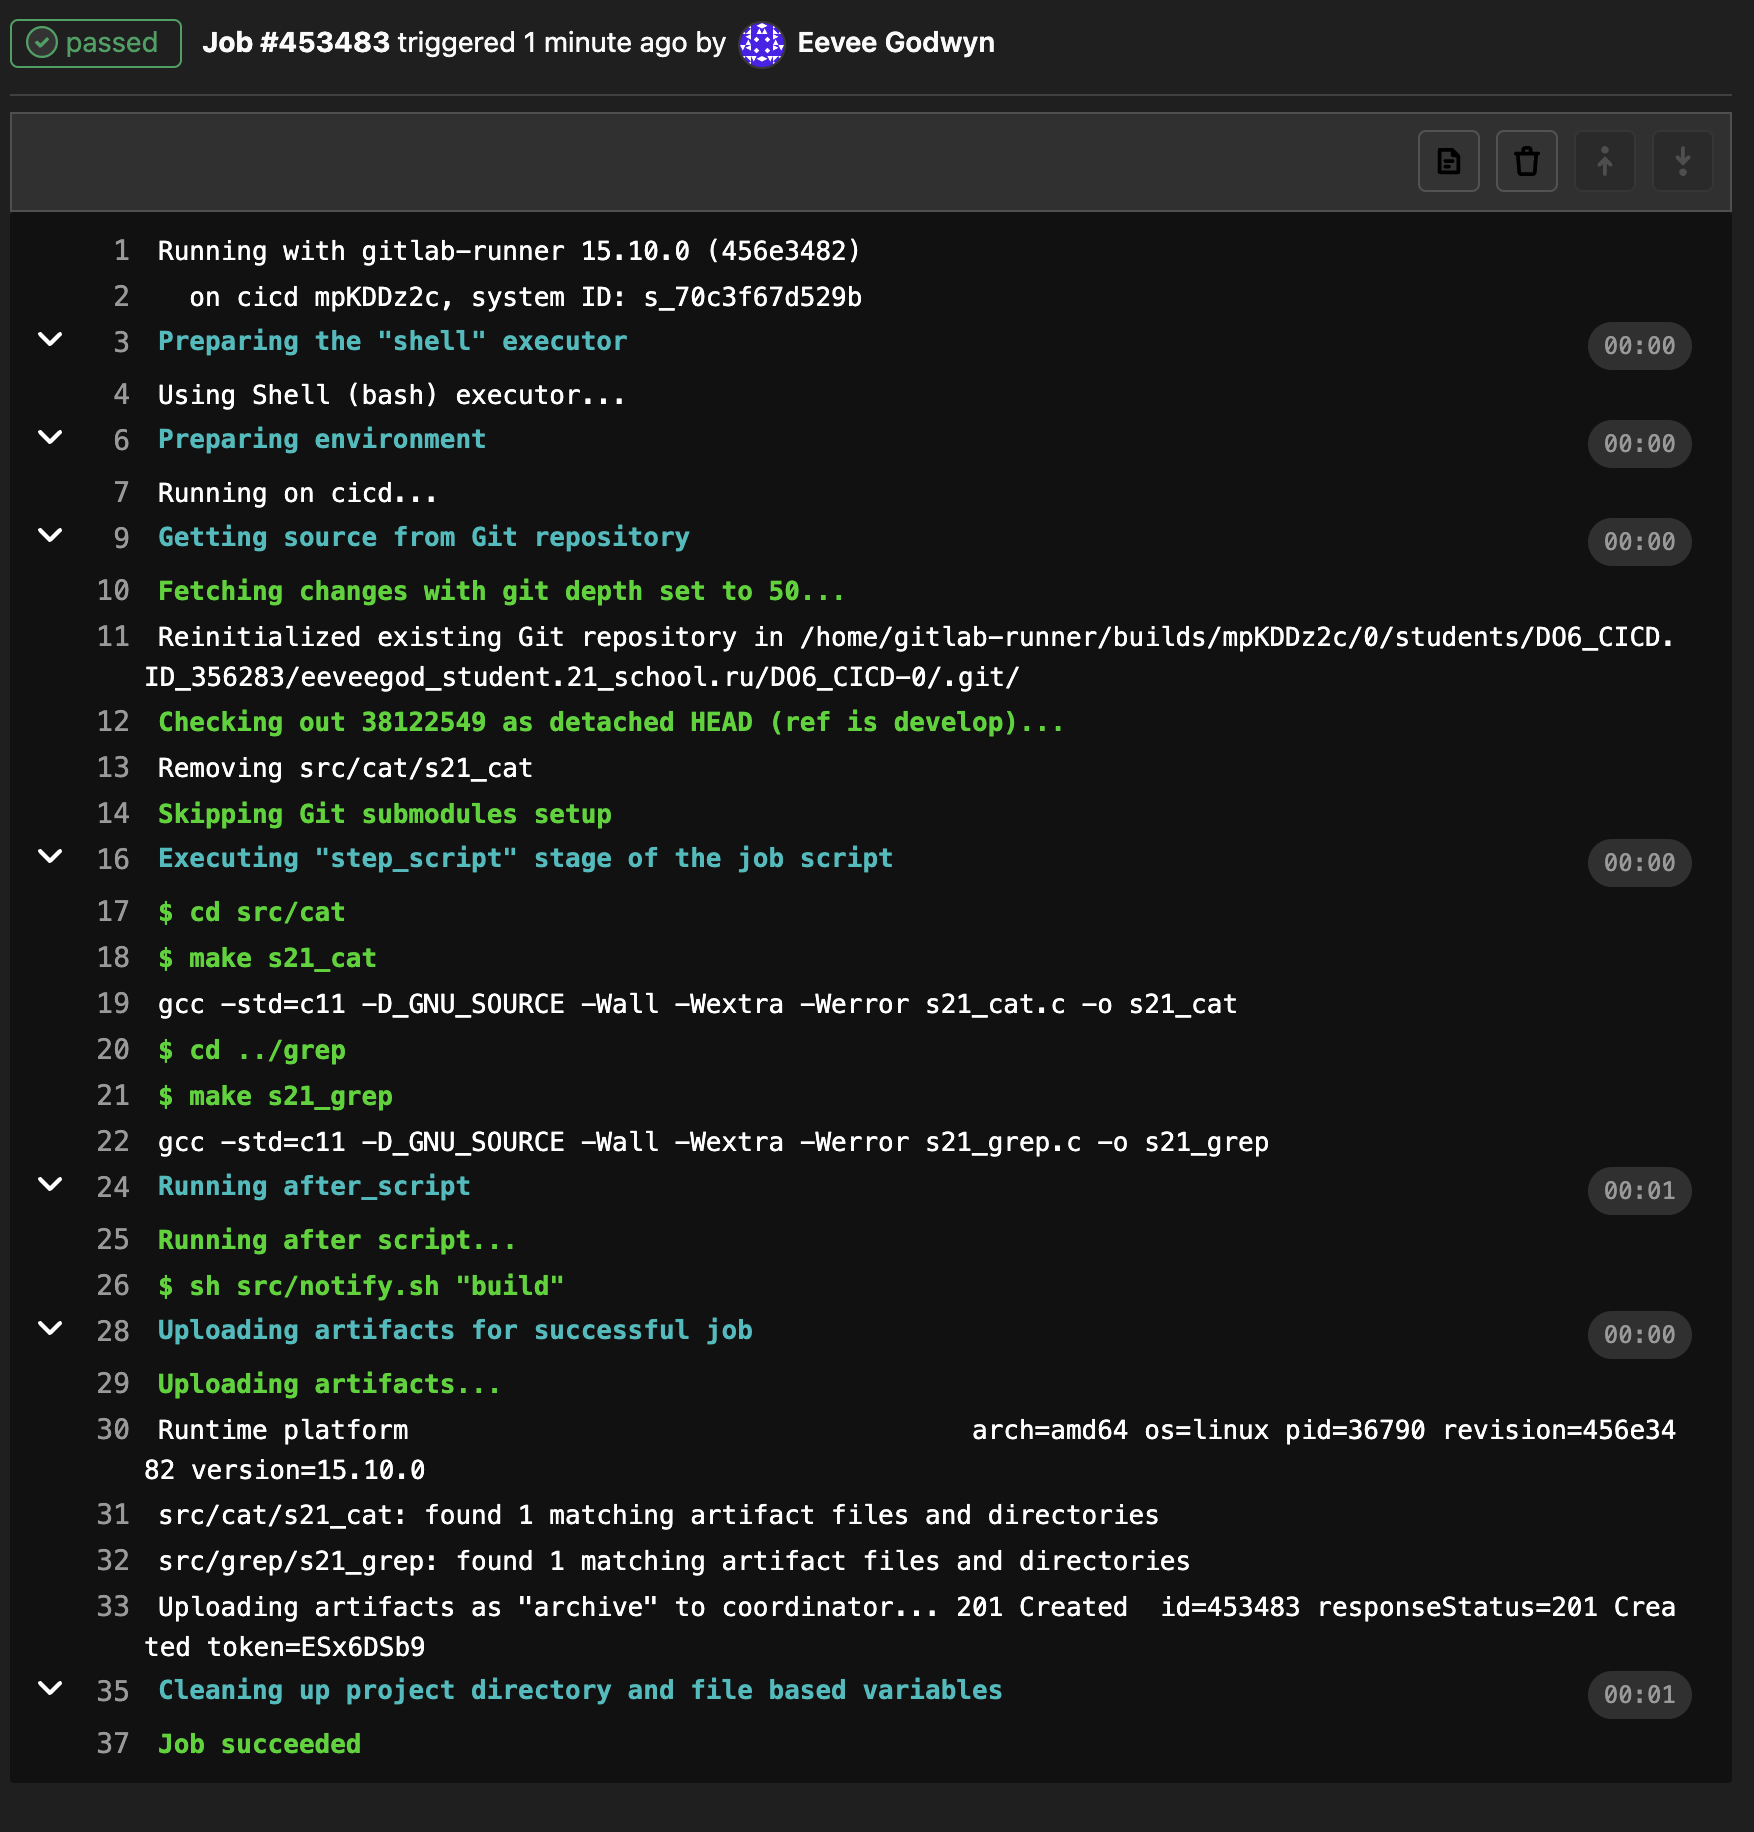 passed Job #453483 triggered 1 minute ago by Eevee Godwyn
1 Running with gitlab-runner 15.10.0 (456e3482)
2 on cicd mpKDDz2c, system ID: s_70c3f67d529b
3 Preparing the "shell" executor 00:00
4 Using Shell (bash) executor...
6 Preparing environment 00:00
7 Running on cicd...
9 Getting source from Git repository 00:00
10 Fetching changes with git depth set to 50...
11 Reinitialized existing Git repository in /home/gitlab-runner/builds/mpKDDz2c/0/students/DO6_CICD.
ID_356283/eeveegod_student.21_school.ru/DO6_CICD-0/.git/
12 Checking out 38122549 as detached HEAD (ref is develop)...
13 Removing src/cat/s21_cat
14 Skipping Git submodules setup
16 Executing "step_script" stage of the job script 00:00
17 $ cd src/cat
18 $ make s21_cat
19 gcc -std=c11 -D_GNU_SOURCE -Wall -Wextra -Werror s21_cat.c -o s21_cat
20 $ cd ../grep
21 $ make s21_grep
22 gcc -std=c11 -D_GNU_SOURCE -Wall -Wextra -Werror s21_grep.c -o s21_grep
24 Running after_script 00:01
25 Running after script...
26 $ sh src/notify.sh "build"
28 Uploading artifacts for successful job 00:00
29 Uploading artifacts...
30 Runtime platform arch=amd64 os=linux pid=36790 revision=456e34
82 version=15.10.0
31 src/cat/s21_cat: found 1 matching artifact files and directories
32 src/grep/s21_grep: found 1 matching artifact files and directories
33 Uploading artifacts as "archive" to coordinator... 201 Created id=453483 responseStatus=201 Crea
ted token=ESx6DSb9
35 Cleaning up project directory and file based variables 00:01
37 Job succeeded